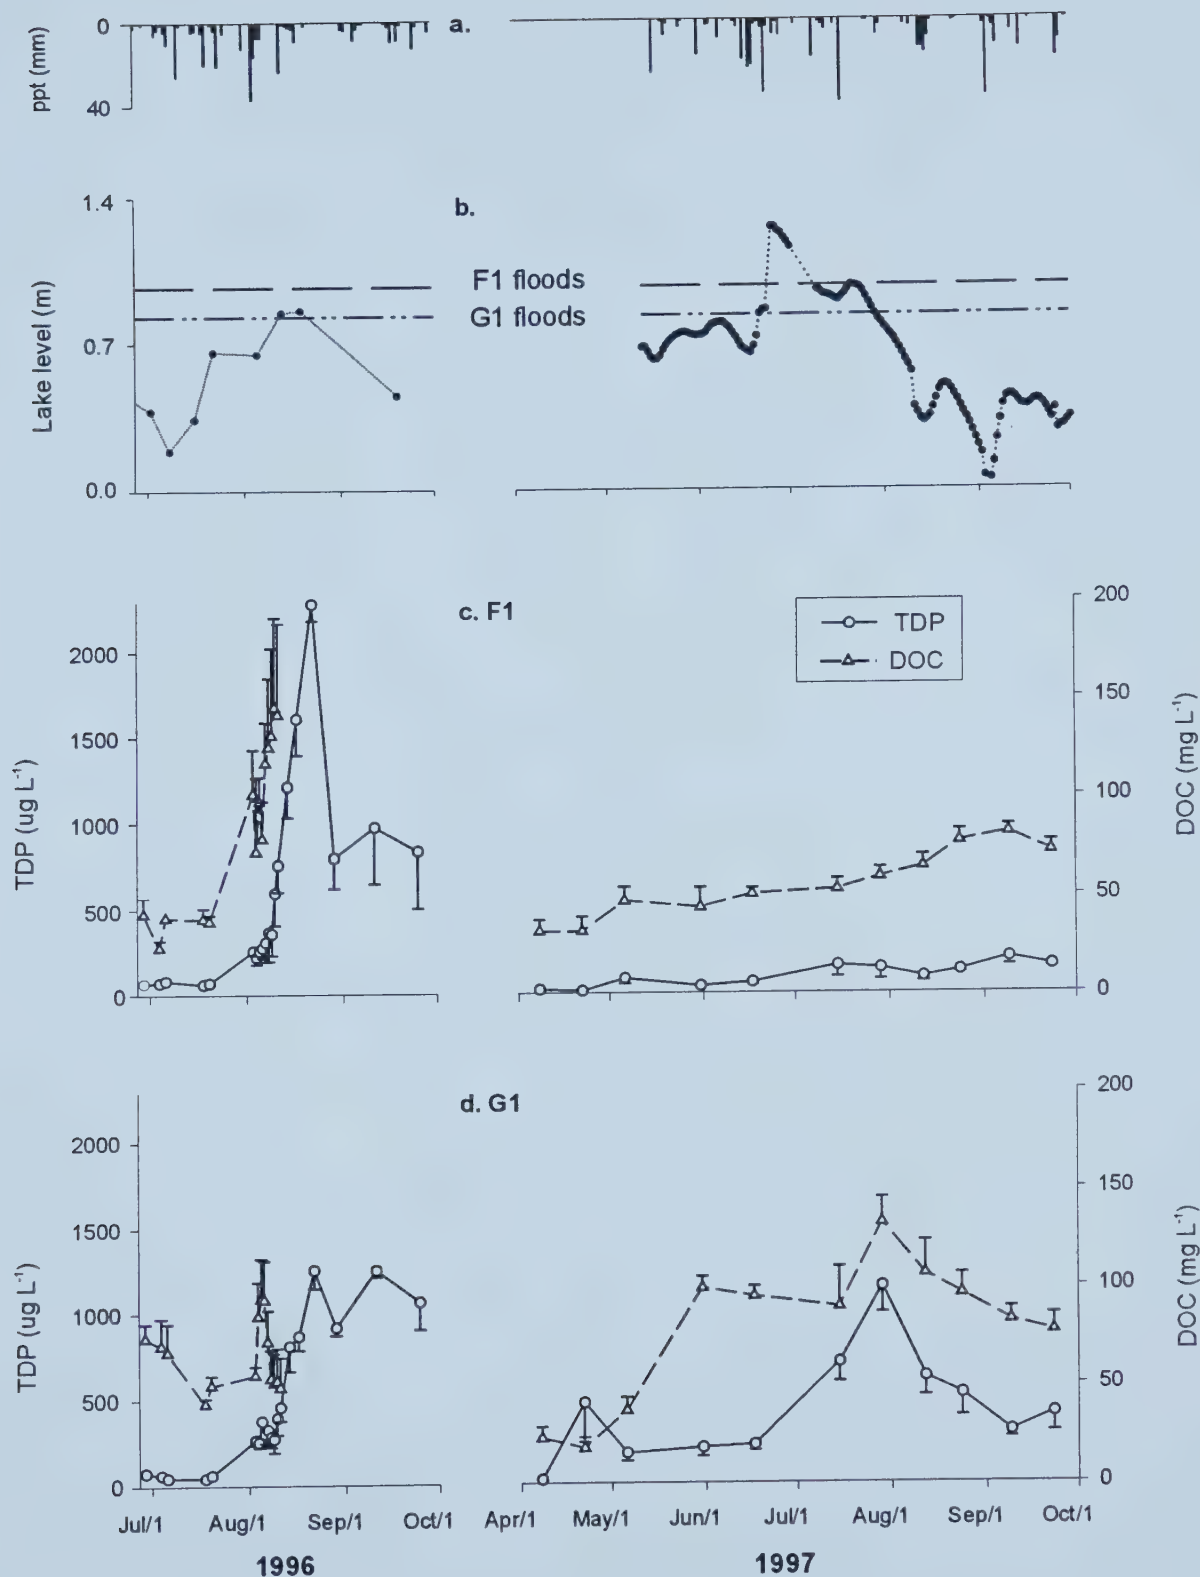 0
a.
ppt (mm)
40
1.4
b.
F1 floods
G1 floods
Lake level (m)
0.7
0.0
c. F1
TDP
DOC
200
2000
150
1500
TDP (ug L⁻¹)
DOC (mg L⁻¹)
100
1000
50
500
0
0
d. G1
200
2000
150
1500
TDP (ug L⁻¹)
DOC (mg L⁻¹)
100
1000
50
500
0
0
Jul/1 Aug/1 Sep/1 Oct/1 Apr/1 May/1 Jun/1 Jul/1 Aug/1 Sep/1 Oct/1
1996 1997